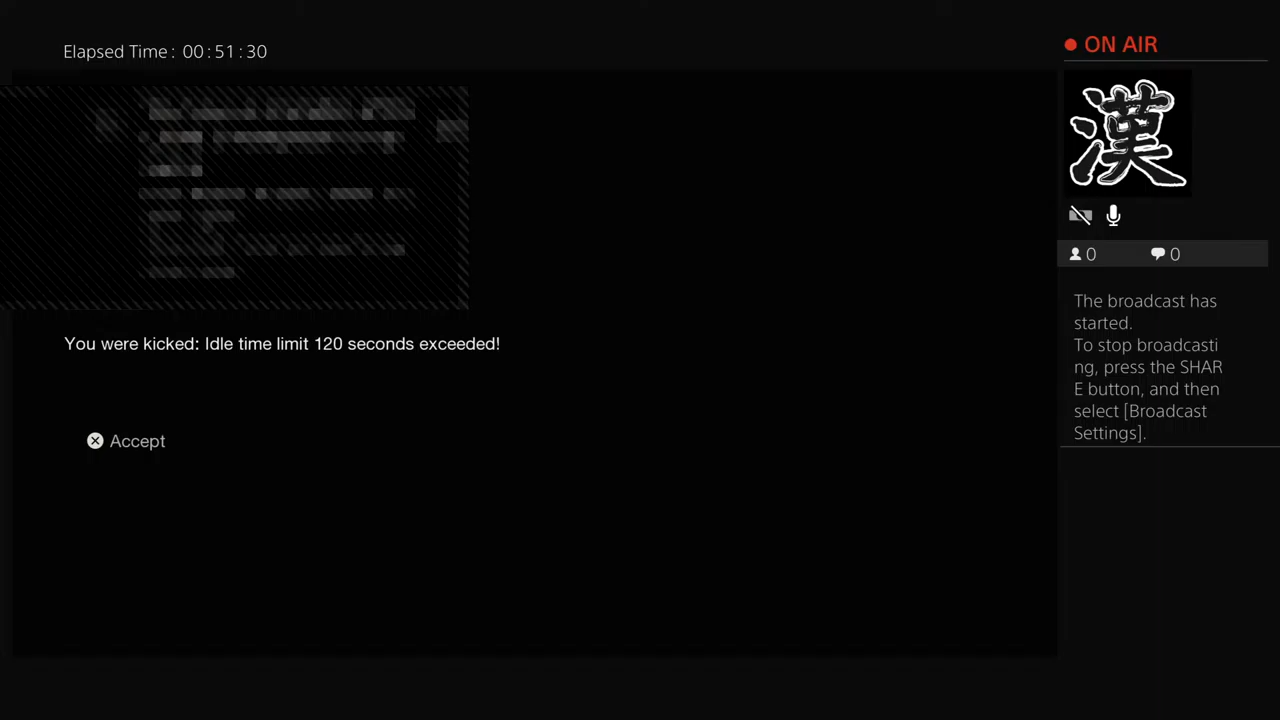 Elapsed Time: 00:51:30
ON AIR
漢
0 0
The broadcast has
started.
To stop broadcasti
ng, press the SHAR
E button, and then
select [Broadcast
Settings].
You were kicked: Idle time limit 120 seconds exceeded!
Accept